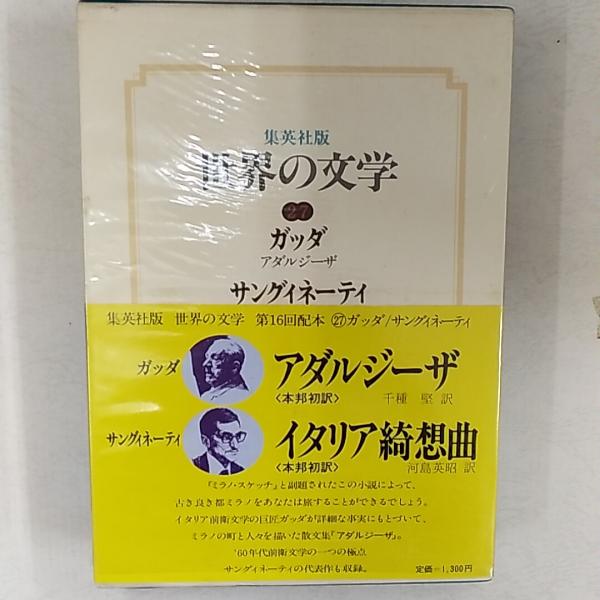 集英社版
世界の文学
27
ガッダ
アダルジーザ
サングィネーティ
集英社版 世界の文学 第16回配本 ㉗ガッダ/サングィネーティ
ガッダ
アダルジーザ
〈本邦初訳〉 千種 堅 訳
サングィネーティ
イタリア綺想曲
〈本邦初訳〉 河島英昭 訳
『ミラノ・スケッチ』と副題されたこの小説によって、
古き良き都ミラノをあなたは旅することができるでしょう。
イタリア前衛文学の巨匠ガッダが詳細な事実にもとづいて、
ミラノの町と人々を描いた散文集『アダルジーザ』。
'60年代前衛文学の一つの極点
サングィネーティの代表作も収録。
定価=1,300円